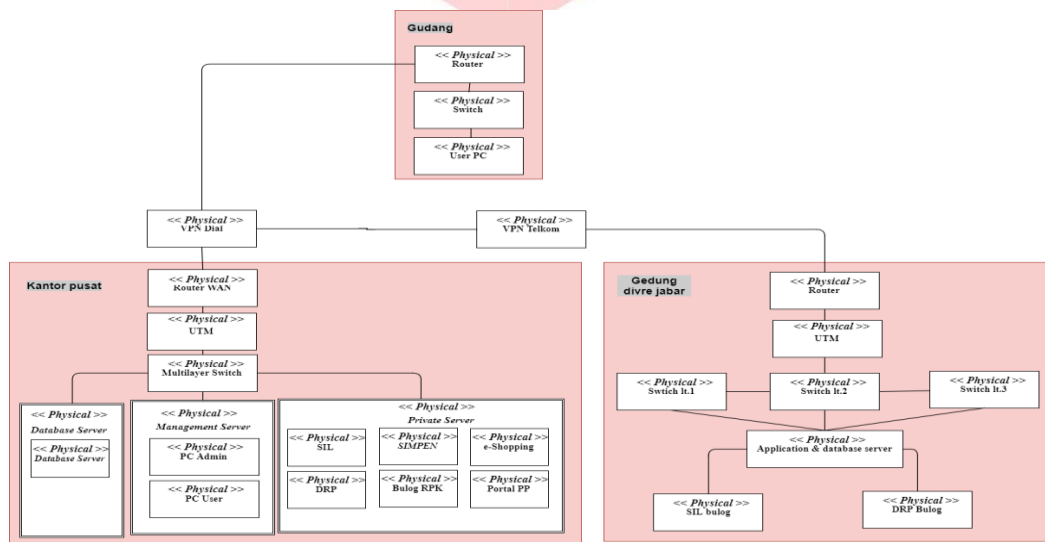 Gudang
<< Physical >>
Router
<< Physical >>
Switch
<< Physical >>
User PC
<< Physical >>
VPN Dial
<< Physical >>
VPN Telkom
Kantor pusat
<< Physical >>
Router WAN
<< Physical >>
UTM
<< Physical >>
Multilayer Switch
<< Physical >>
Database Server
<< Physical >>
Database Server
<< Physical >>
Management Server
<< Physical >>
PC Admin
<< Physical >>
PC User
<< Physical >>
Private Server
<< Physical >>
SIL
<< Physical >>
SIMPEN
<< Physical >>
e-Shopping
<< Physical >>
DRP
<< Physical >>
Bulog RPK
<< Physical >>
Portal PP
Gedung
divre jabar
<< Physical >>
Router
<< Physical >>
UTM
<< Physical >>
Swtich lt.1
<< Physical >>
Switch lt.2
<< Physical >>
Switch lt.3
<< Physical >>
Application & database server
<< Physical >>
SIL bulog
<< Physical >>
DRP Bulog